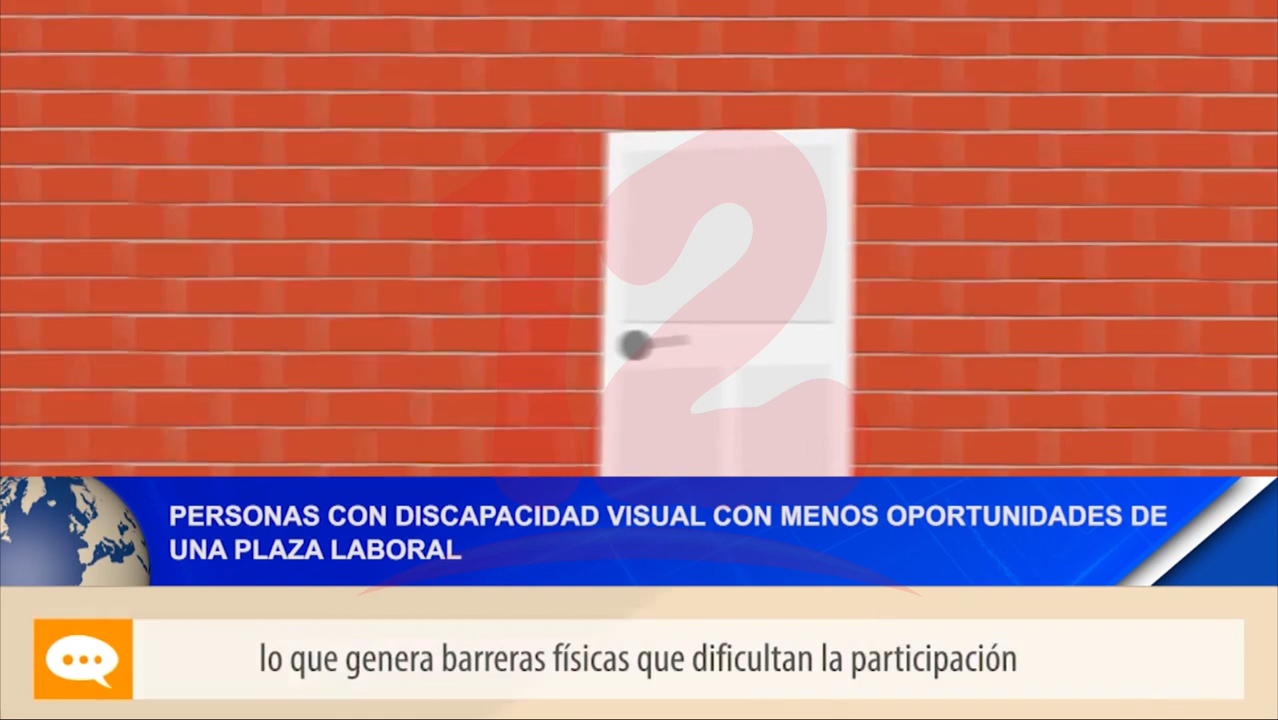 12
PERSONAS CON DISCAPACIDAD VISUAL CON MENOS OPORTUNIDADES DE
UNA PLAZA LABORAL
lo que genera barreras físicas que dificultan la participación